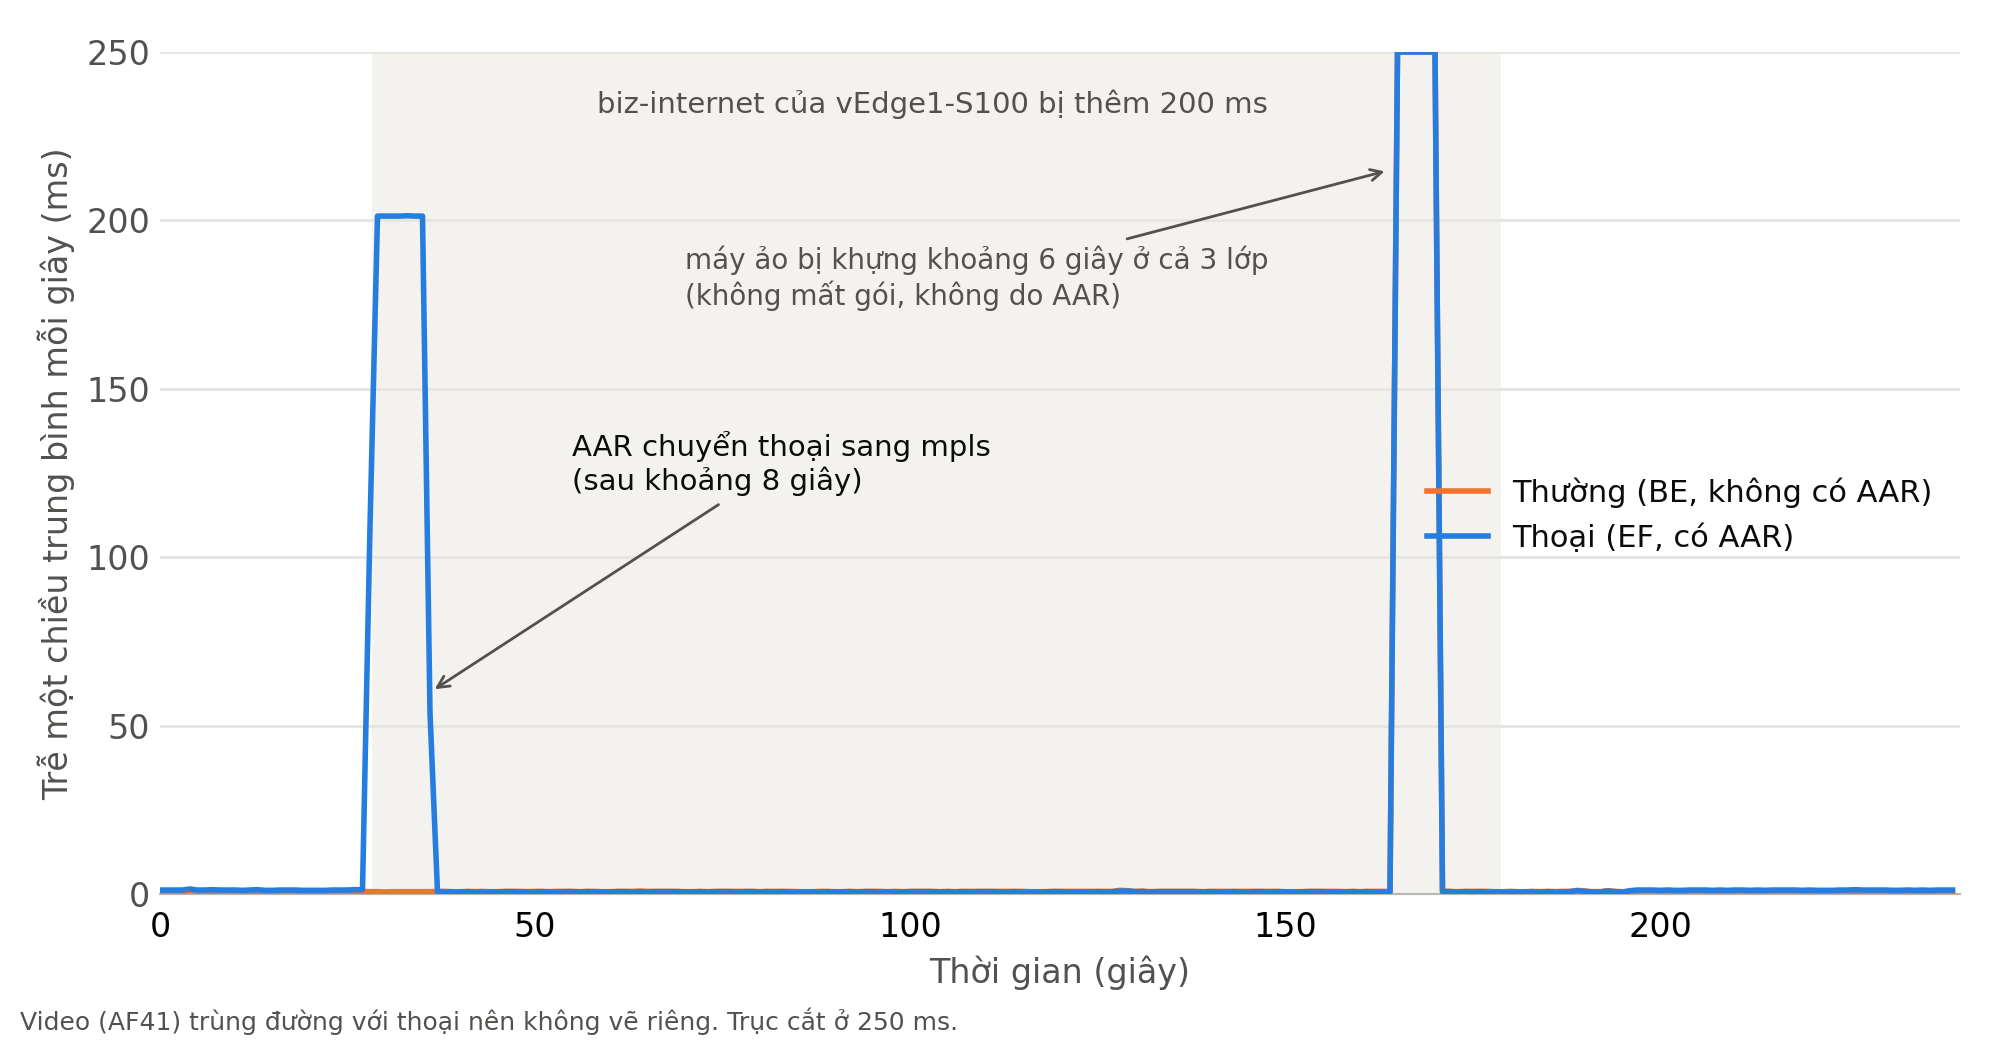 250
biz-internet của vEdge1-S100 bị thêm 200 ms
200
máy ảo bị khựng khoảng 6 giây ở cả 3 lớp
(không mất gói, không do AAR)
150
AAR chuyển thoại sang mpls
(sau khoảng 8 giây)
Thường (BE, không có AAR)
Thoại (EF, có AAR)
100
50
0
Trễ một chiều trung bình mỗi giây (ms)
0 50 100 150 200
Thời gian (giây)
Video (AF41) trùng đường với thoại nên không vẽ riêng. Trục cắt ở 250 ms.